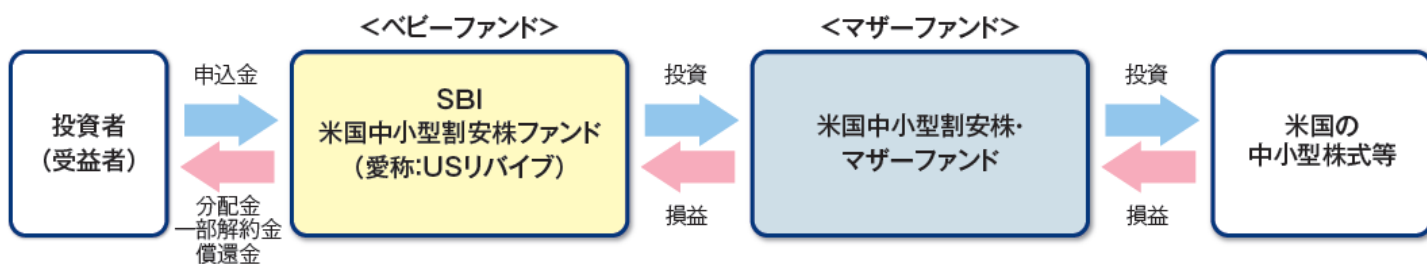 ＜ベビーファンド＞
＜マザーファンド＞
投資者
（受益者）
申込金
分配金
一部解約金
償還金
SBI
米国中小型割安株ファンド
（愛称：USリバイブ）
投資
損益
米国中小型割安株・
マザーファンド
投資
損益
米国の
中小型株式等